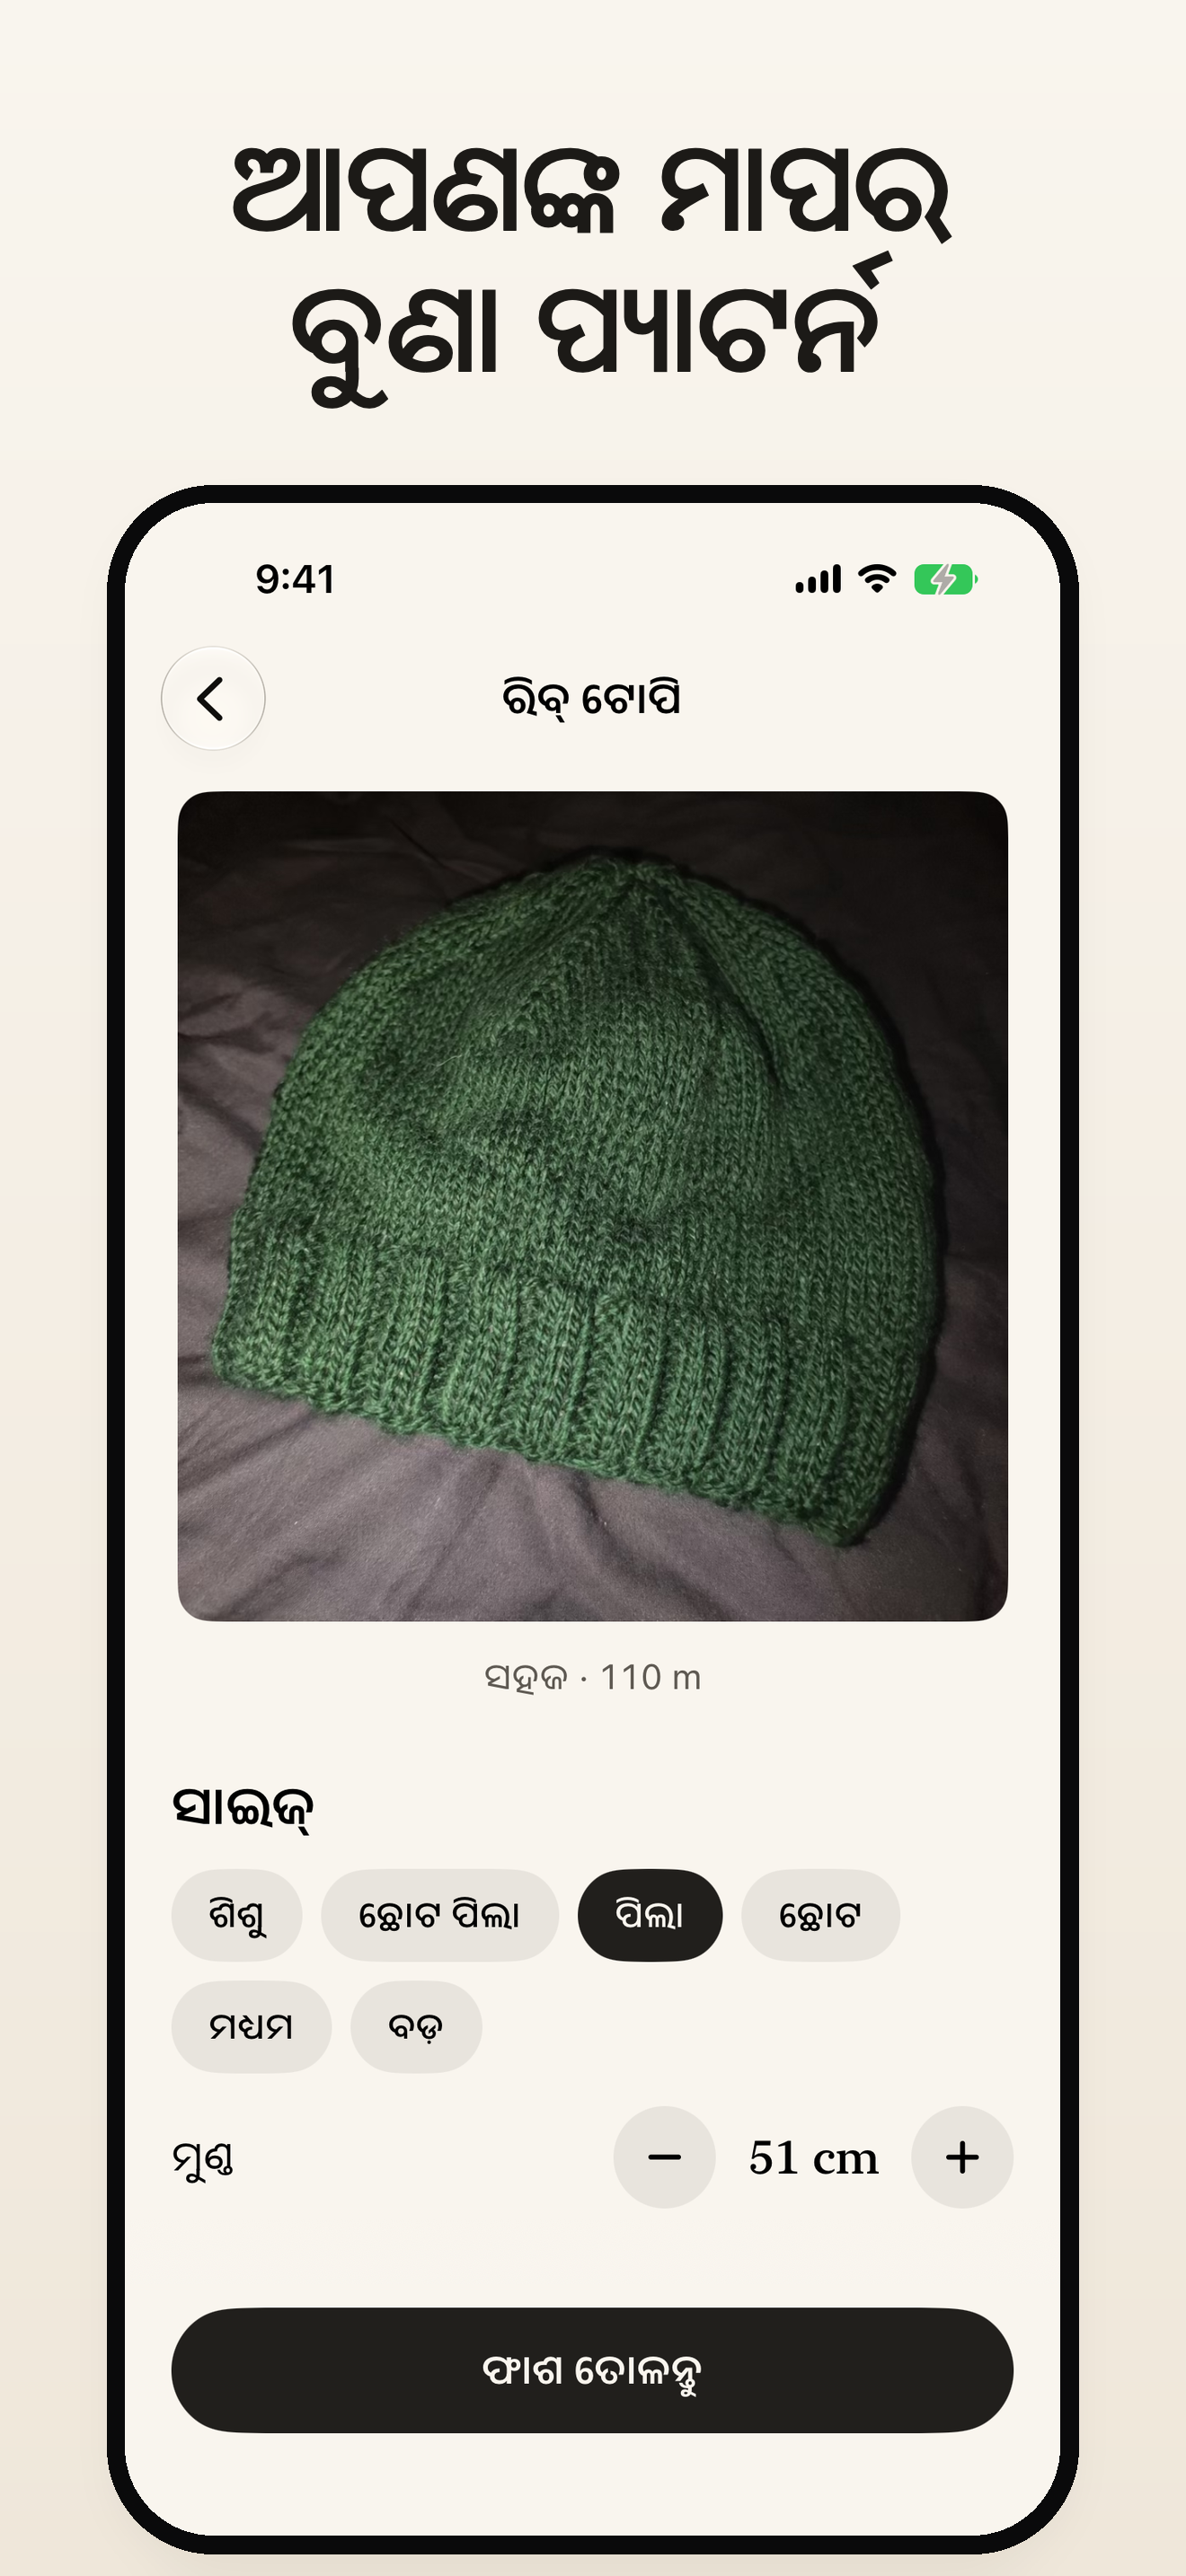 ଆପଣଙ୍କ ମାପର୍
ବୁଣା ପ୍ୟାଟର୍ନ
9:41
ରିବ୍ ଟୋପି
ସହଜ · 110 m
ସାଇଜ୍
ଶିଶୁ
ଛୋଟ ପିଲା
ପିଲା
ଛୋଟ
ମଧ୍ୟମ
ବଡ଼
ମୁଣ୍ଡ
51 cm
ଫାଶ ତୋଳନ୍ତୁ